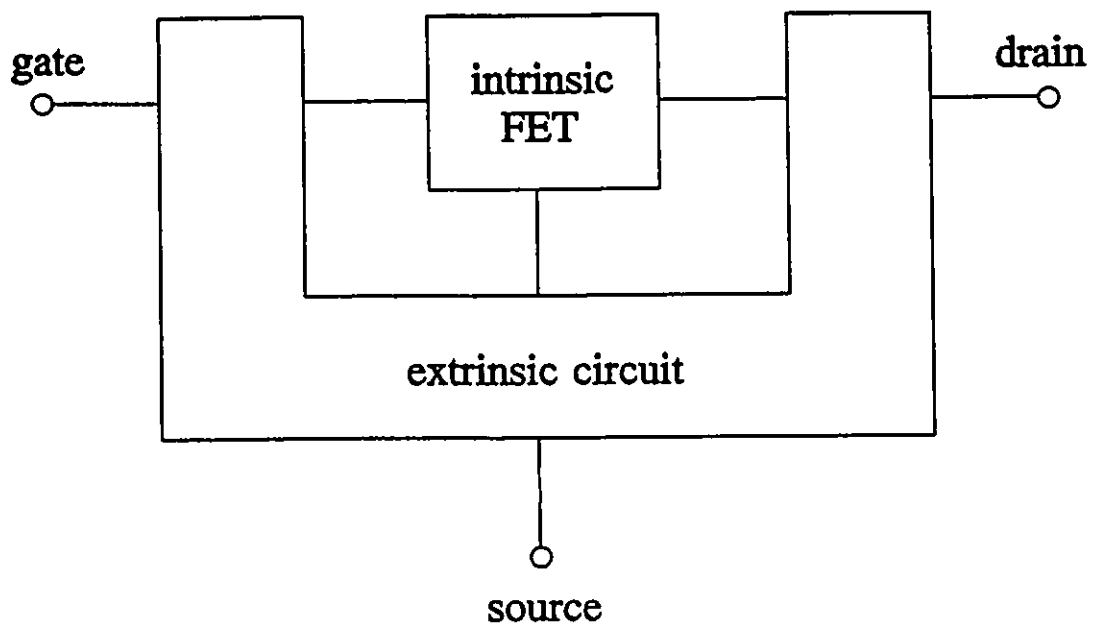 gate
drain
intrinsic
FET
extrinsic circuit
source